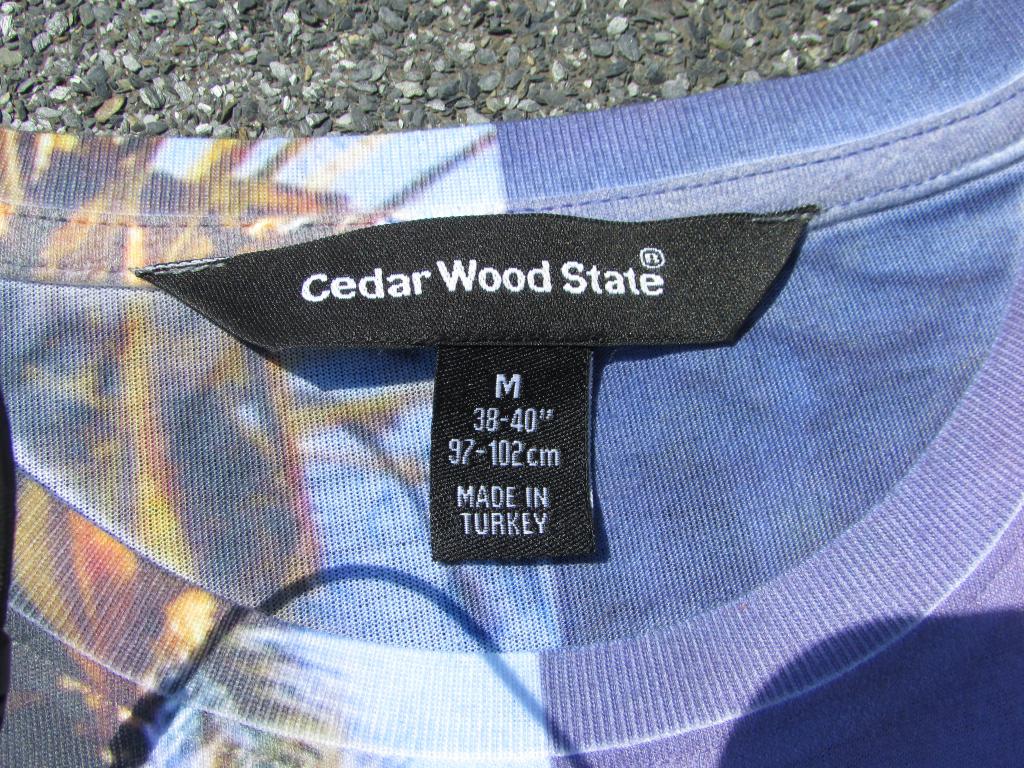 Cedar Wood State®
M
38-40"
97-102cm
MADE IN
TURKEY